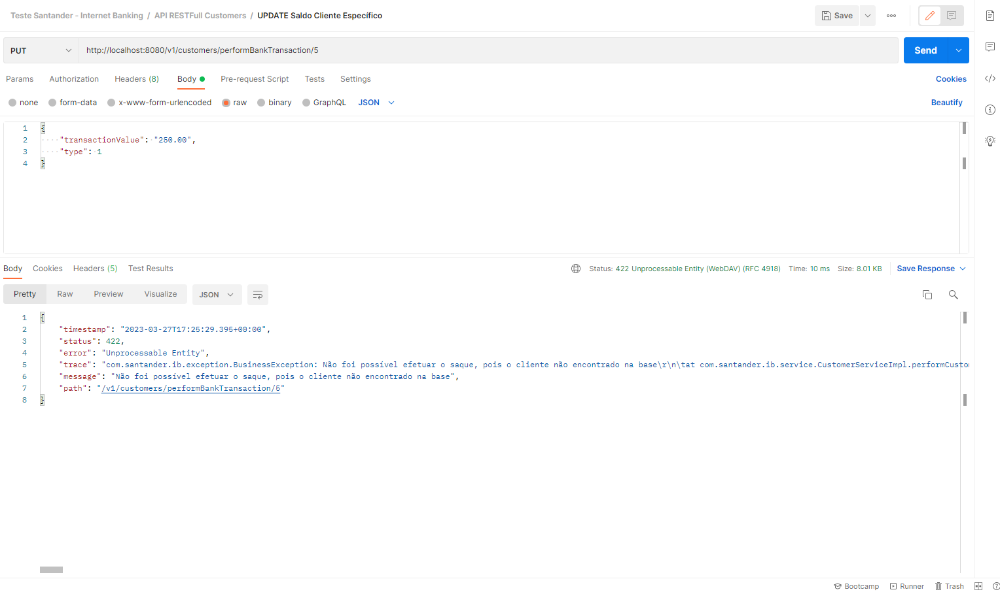 Teste Santander - Internet Banking / API RESTFull Customers / UPDATE Saldo Cliente Específico
Save
PUT
http://localhost:8080/v1/customers/performBankTransaction/5
Send
Params Authorization Headers (8) Body Pre-request Script Tests Settings Cookies
none form-data x-www-form-urlencoded raw binary GraphQL JSON Beautify
1 {
2 "transactionValue": "250.00",
3 "type": 1
4 }
Body Cookies Headers (5) Test Results Status: 422 Unprocessable Entity (WebDAV) (RFC 4918) Time: 10 ms Size: 8.01 KB Save Response
Pretty Raw Preview Visualize JSON
1 {
2 "timestamp": "2023-03-27T17:25:29.395+00:00",
3 "status": 422,
4 "error": "Unprocessable Entity",
5 "trace": "com.santander.ib.exception.BusinessException: Não foi possível efetuar o saque, pois o cliente não encontrado na base\r\n\tat com.santander.ib.service.CustomerServiceImpl.performCusto
6 "message": "Não foi possível efetuar o saque, pois o cliente não encontrado na base",
7 "path": "/v1/customers/performBankTransaction/5"
8 }
Bootcamp Runner Trash